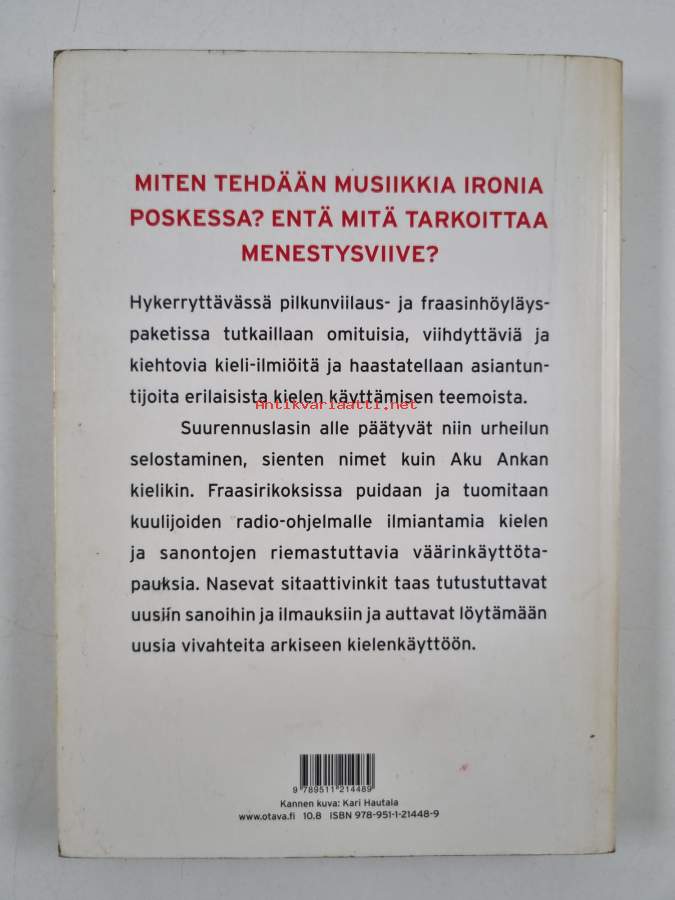 MITEN TEHDÄÄN MUSIIKKIA IRONIA
POSKESSA? ENTÄ MITÄ TARKOITTAA
MENESTYSVIIVE?
Hykerryttävässä pilkunviilaus- ja fraasinhöyläys-
paketissa tutkaillaan omituisia, viihdyttäviä ja
kiehtovia kieli-ilmiöitä ja haastatellaan asiantun-
tijoita erilaisista kielen käyttämisen teemoista.
Antikvariaatti.net
Suurennuslasin alle päätyvät niin urheilun
selostaminen, sienten nimet kuin Aku Ankan
kielikin. Fraasirikoksissa puidaan ja tuomitaan
kuulijoiden radio-ohjelmalle ilmiantamia kielen
ja sanontojen riemastuttavia väärinkäyttöta-
pauksia. Nasevat sitaattivinkit taas tutustuttavat
uusiin sanoihin ja ilmauksiin ja auttavat löytämään
uusia vivahteita arkiseen kielenkäyttöön.
9 789511 214489
Kannen kuva: Kari Hautala
www.otava.fi 10.8 ISBN 978-951-1-21448-9